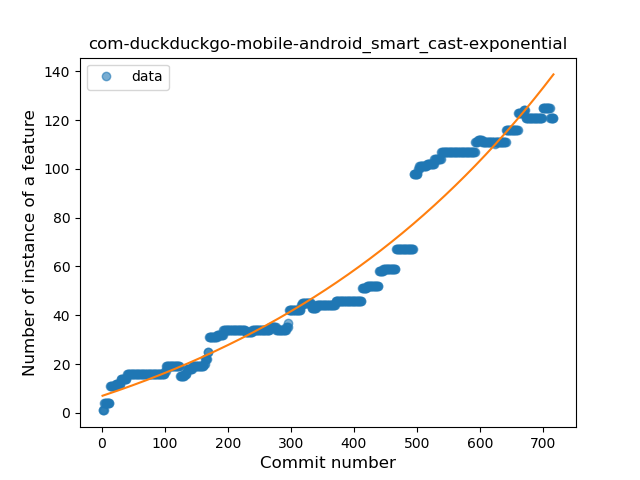 com-duckduckgo-mobile-android_smart_cast-exponential
data
Number of instance of a feature
140
120
100
80
60
40
20
0
0 100 200 300 400 500 600 700
Commit number